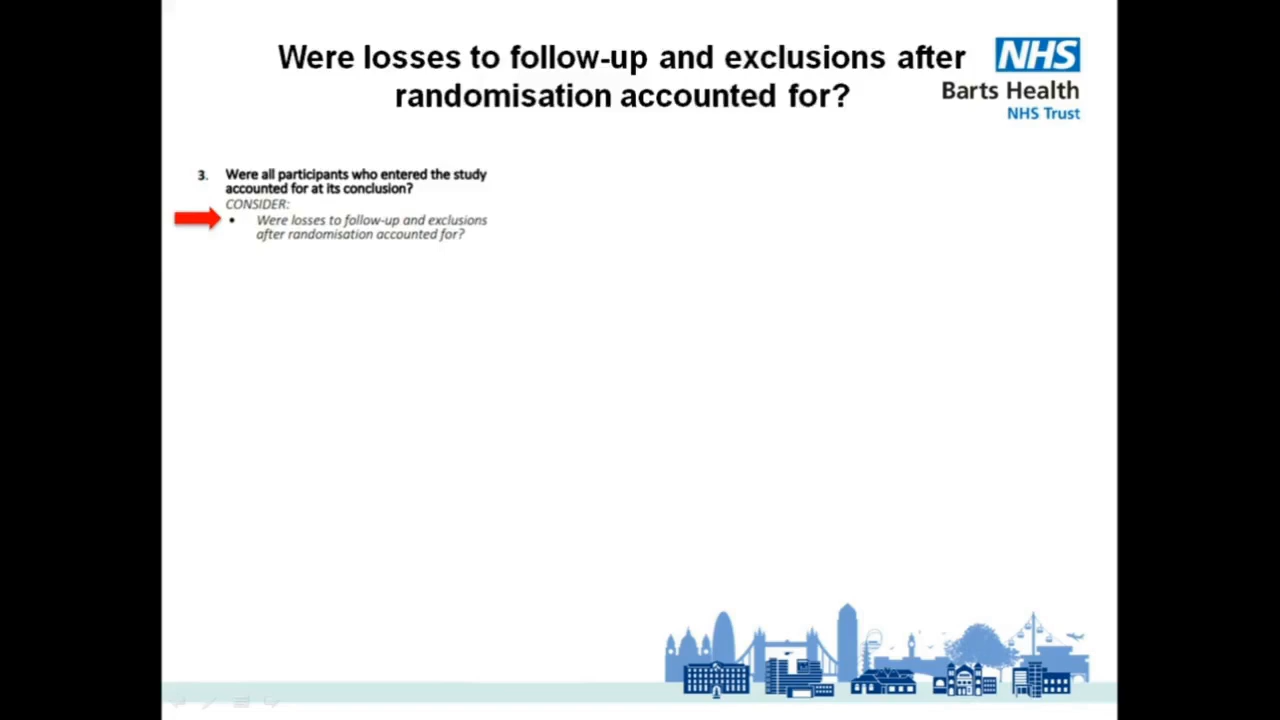 Were losses to follow-up and exclusions after
randomisation accounted for?
NHS
Barts Health
NHS Trust
3. Were all participants who entered the study
accounted for at its conclusion?
CONSIDER:
• Were losses to follow-up and exclusions
after randomisation accounted for?